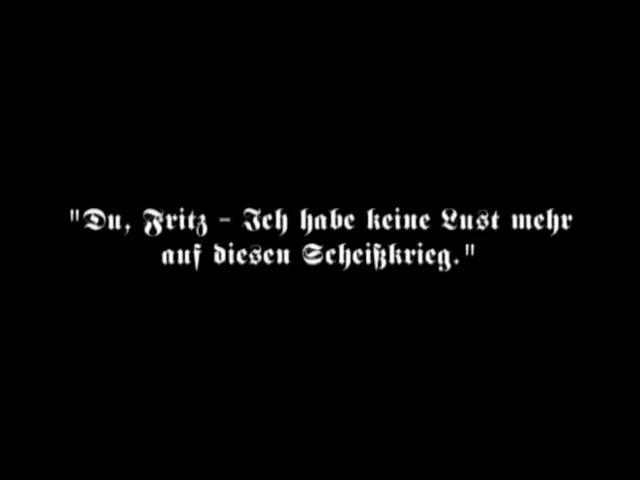 "Du, Fritz - Ich habe keine Lust mehr
auf diesen Scheißkrieg."